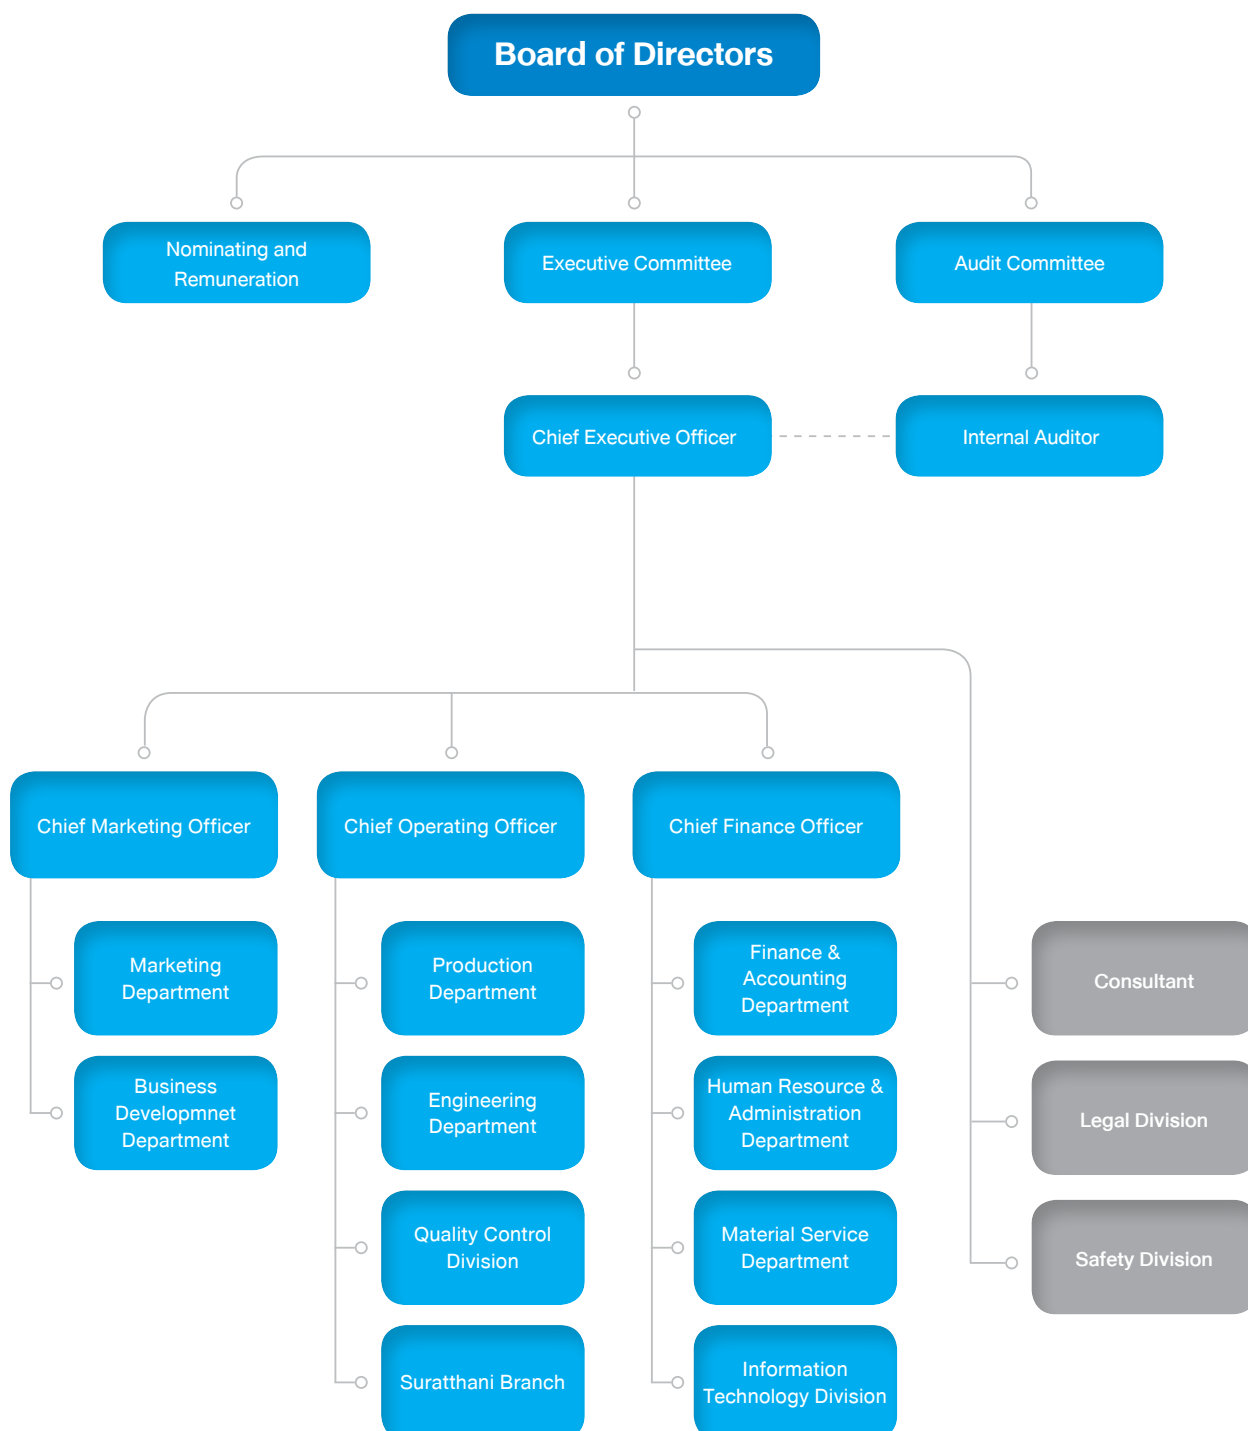 Board of Directors
Nominating and
Remuneration
Executive Committee
Audit Committee
Chief Executive Officer
Internal Auditor
Chief Marketing Officer
Chief Operating Officer
Chief Finance Officer
Marketing
Department
Business
Developmnet
Department
Production
Department
Engineering
Department
Quality Control
Division
Suratthani Branch
Finance &
Accounting
Department
Human Resource &
Administration
Department
Material Service
Department
Information
Technology Division
Consultant
Legal Division
Safety Division